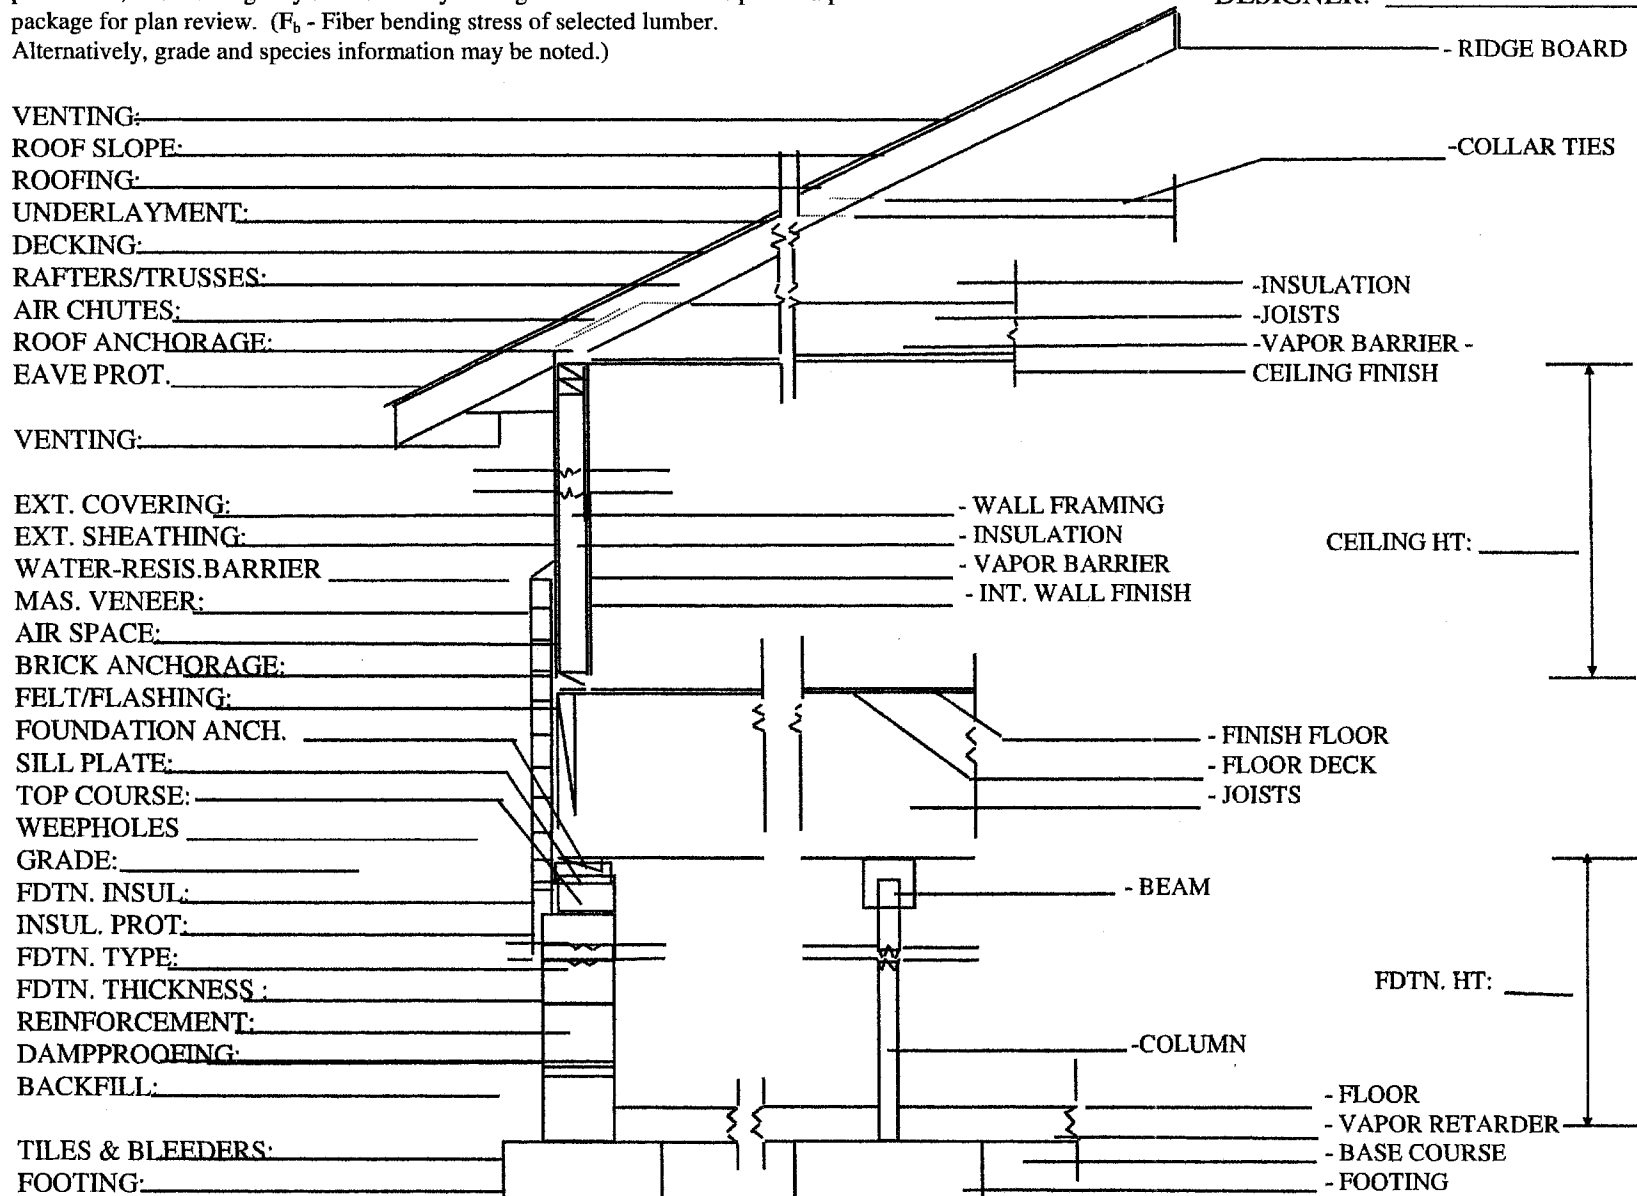 package for plan review. (Fb - Fiber bending stress of selected lumber.
Alternatively, grade and species information may be noted.)
DESIGNER:
- RIDGE BOARD
-COLLAR TIES
VENTING:
ROOF SLOPE:
ROOFING:
UNDERLAYMENT:
DECKING:
RAFTERS/TRUSSES:
AIR CHUTES:
ROOF ANCHORAGE:
EAVE PROT.
VENTING:
-INSULATION
-JOISTS
-VAPOR BARRIER -
CEILING FINISH
EXT. COVERING:
EXT. SHEATHING:
WATER-RESIS.BARRIER
MAS. VENEER:
AIR SPACE:
BRICK ANCHORAGE:
FELT/FLASHING:
FOUNDATION ANCH.
SILL PLATE:
TOP COURSE:
WEEPHOLES
GRADE:
FDTN. INSUL:
INSUL. PROT:
FDTN. TYPE:
FDTN. THICKNESS :
REINFORCEMENT:
DAMPPROOFING:
BACKFILL:
TILES & BLEEDERS:
FOOTING:
- WALL FRAMING
- INSULATION
- VAPOR BARRIER
- INT. WALL FINISH
CEILING HT:
- FINISH FLOOR
- FLOOR DECK
- JOISTS
- BEAM
FDTN. HT:
-COLUMN
- FLOOR
- VAPOR RETARDER
- BASE COURSE
- FOOTING